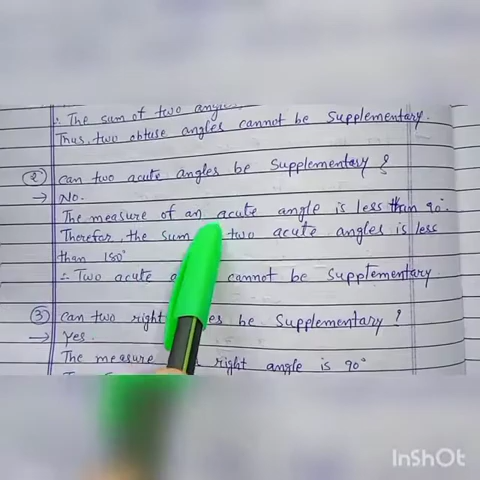 ∴ The sum of two
Thus, two obtuse angles cannot be Supplementary.
② Can two acute angles be Supplementary?
→ No.
The measure of an acute angle is less than 90°.
Therefor, the sum two acute angles is less
than 180°
∴ Two acute cannot be Supplementary
③ Can two right be Supplementary?
→ Yes.
The measure right angle is 90°
InShOt